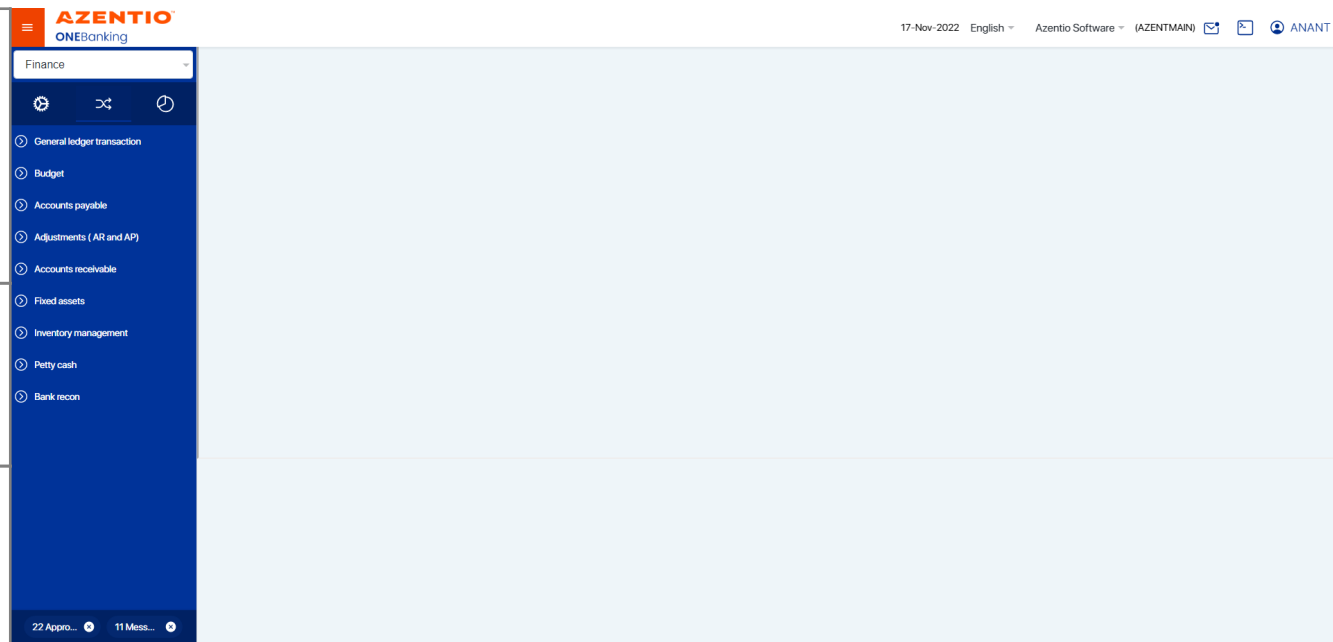 AZENTIO™
ONEBanking
17-Nov-2022 English Azentio Software (AZENTMAIN) ANANT
Finance
General ledger transaction
Budget
Accounts payable
Adjustments ( AR and AP)
Accounts receivable
Fixed assets
Inventory management
Petty cash
Bank recon
22 Appro... 11 Mess...